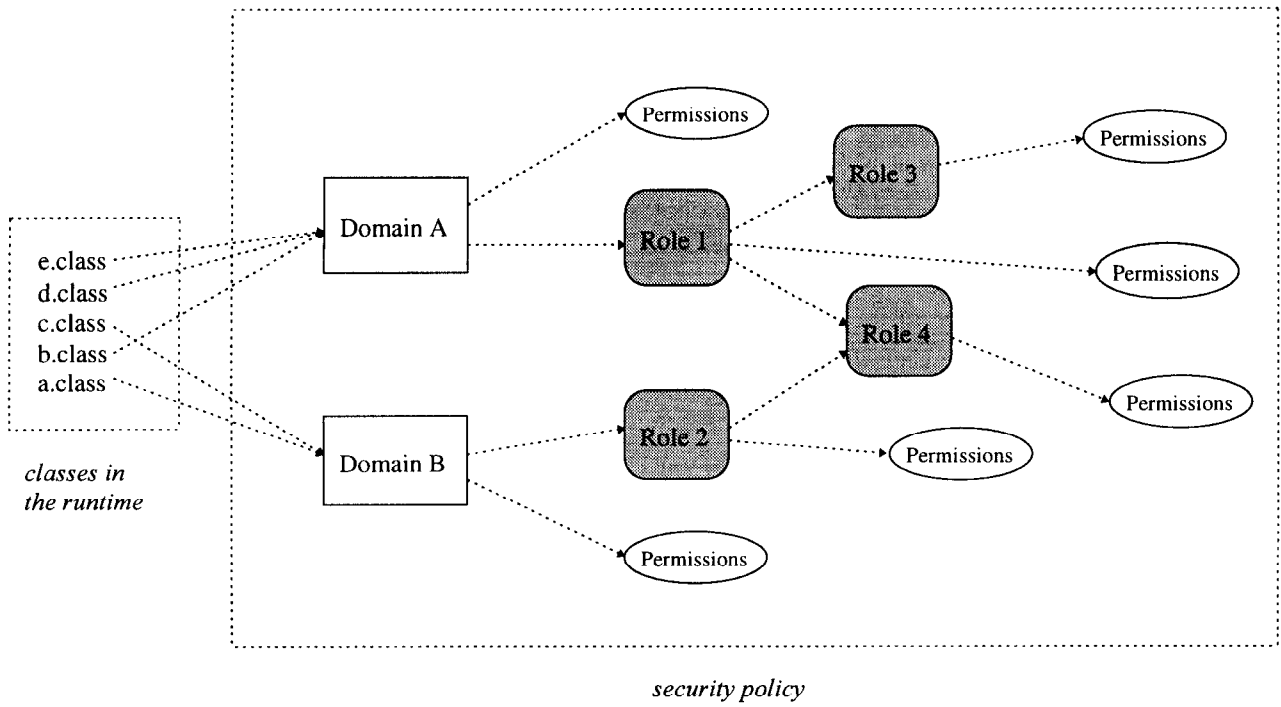 Permissions
Permissions
Role 3
Domain A
Role 1
e.class
Permissions
d.class
c.class
Role 4
b.class
a.class
Permissions
Role 2
Permissions
Domain B
classes in
the runtime
Permissions
security policy